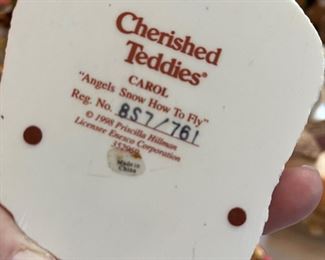 Cherished
Teddies®
CAROL
"Angels Snow How To Fly"
Reg. No. 8S7/761
© 1998 Priscilla Hillman
Licensee Enesco Corporation
352969
Made in
China